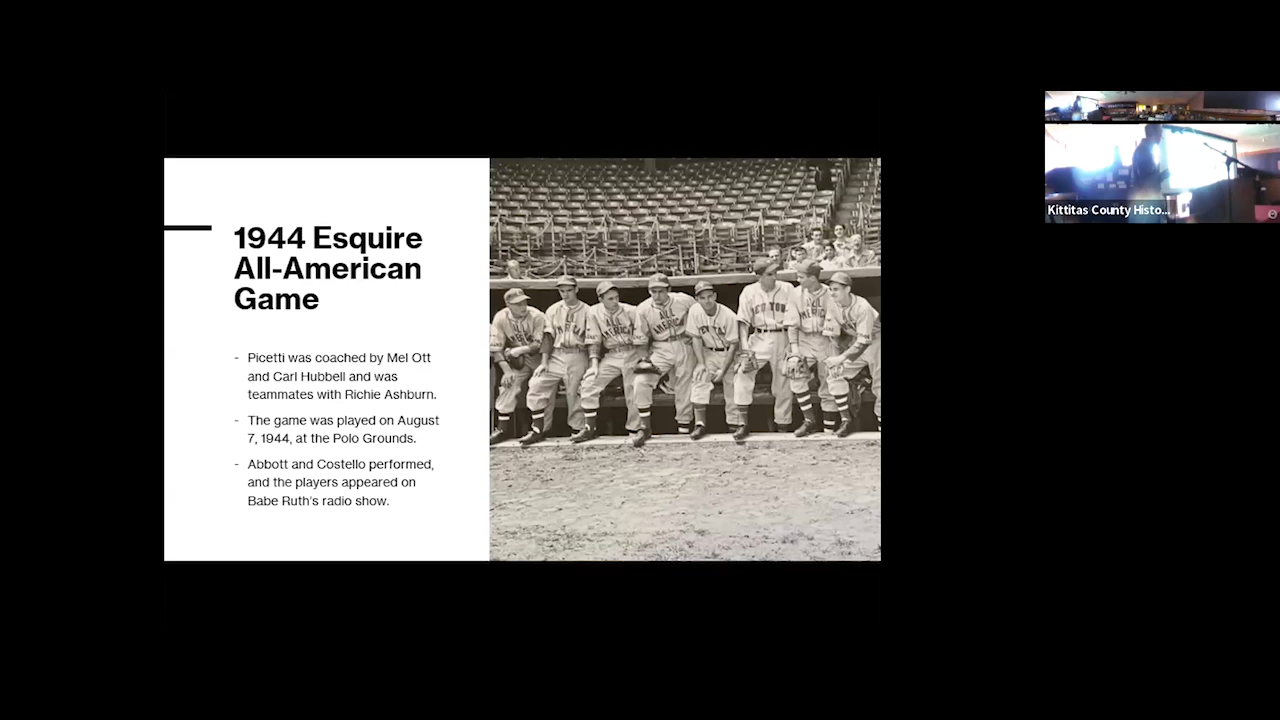 1944 Esquire
All-American
Game
- Picetti was coached by Mel Ott
and Carl Hubbell and was
teammates with Richie Ashburn.
- The game was played on August
7, 1944, at the Polo Grounds.
- Abbott and Costello performed,
and the players appeared on
Babe Ruth's radio show.
Kittitas County Histo...